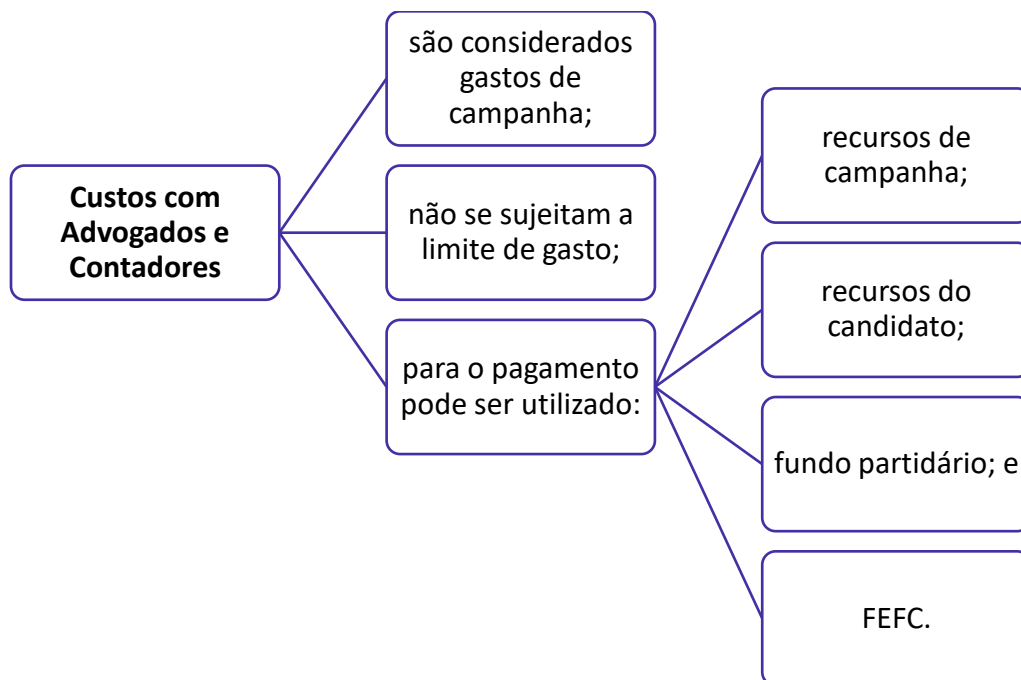 Custos com
Advogados e
Contadores
são considerados
gastos de
campanha;
não se sujeitam a
limite de gasto;
para o pagamento
pode ser utilizado:
recursos de
campanha;
recursos do
candidato;
fundo partidário; e
FEFC.